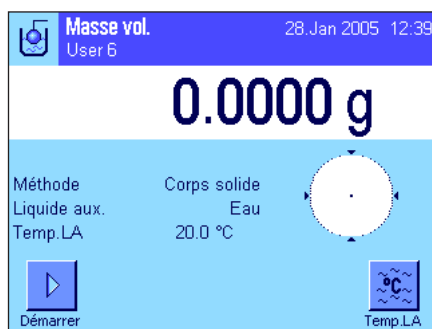 Masse vol. 28.Jan 2005 12:39
User 6
0.0000 g
Méthode Corps solide
Liquide aux. Eau
Temp.LA 20.0 °C
°C
Démarrer Temp.LA